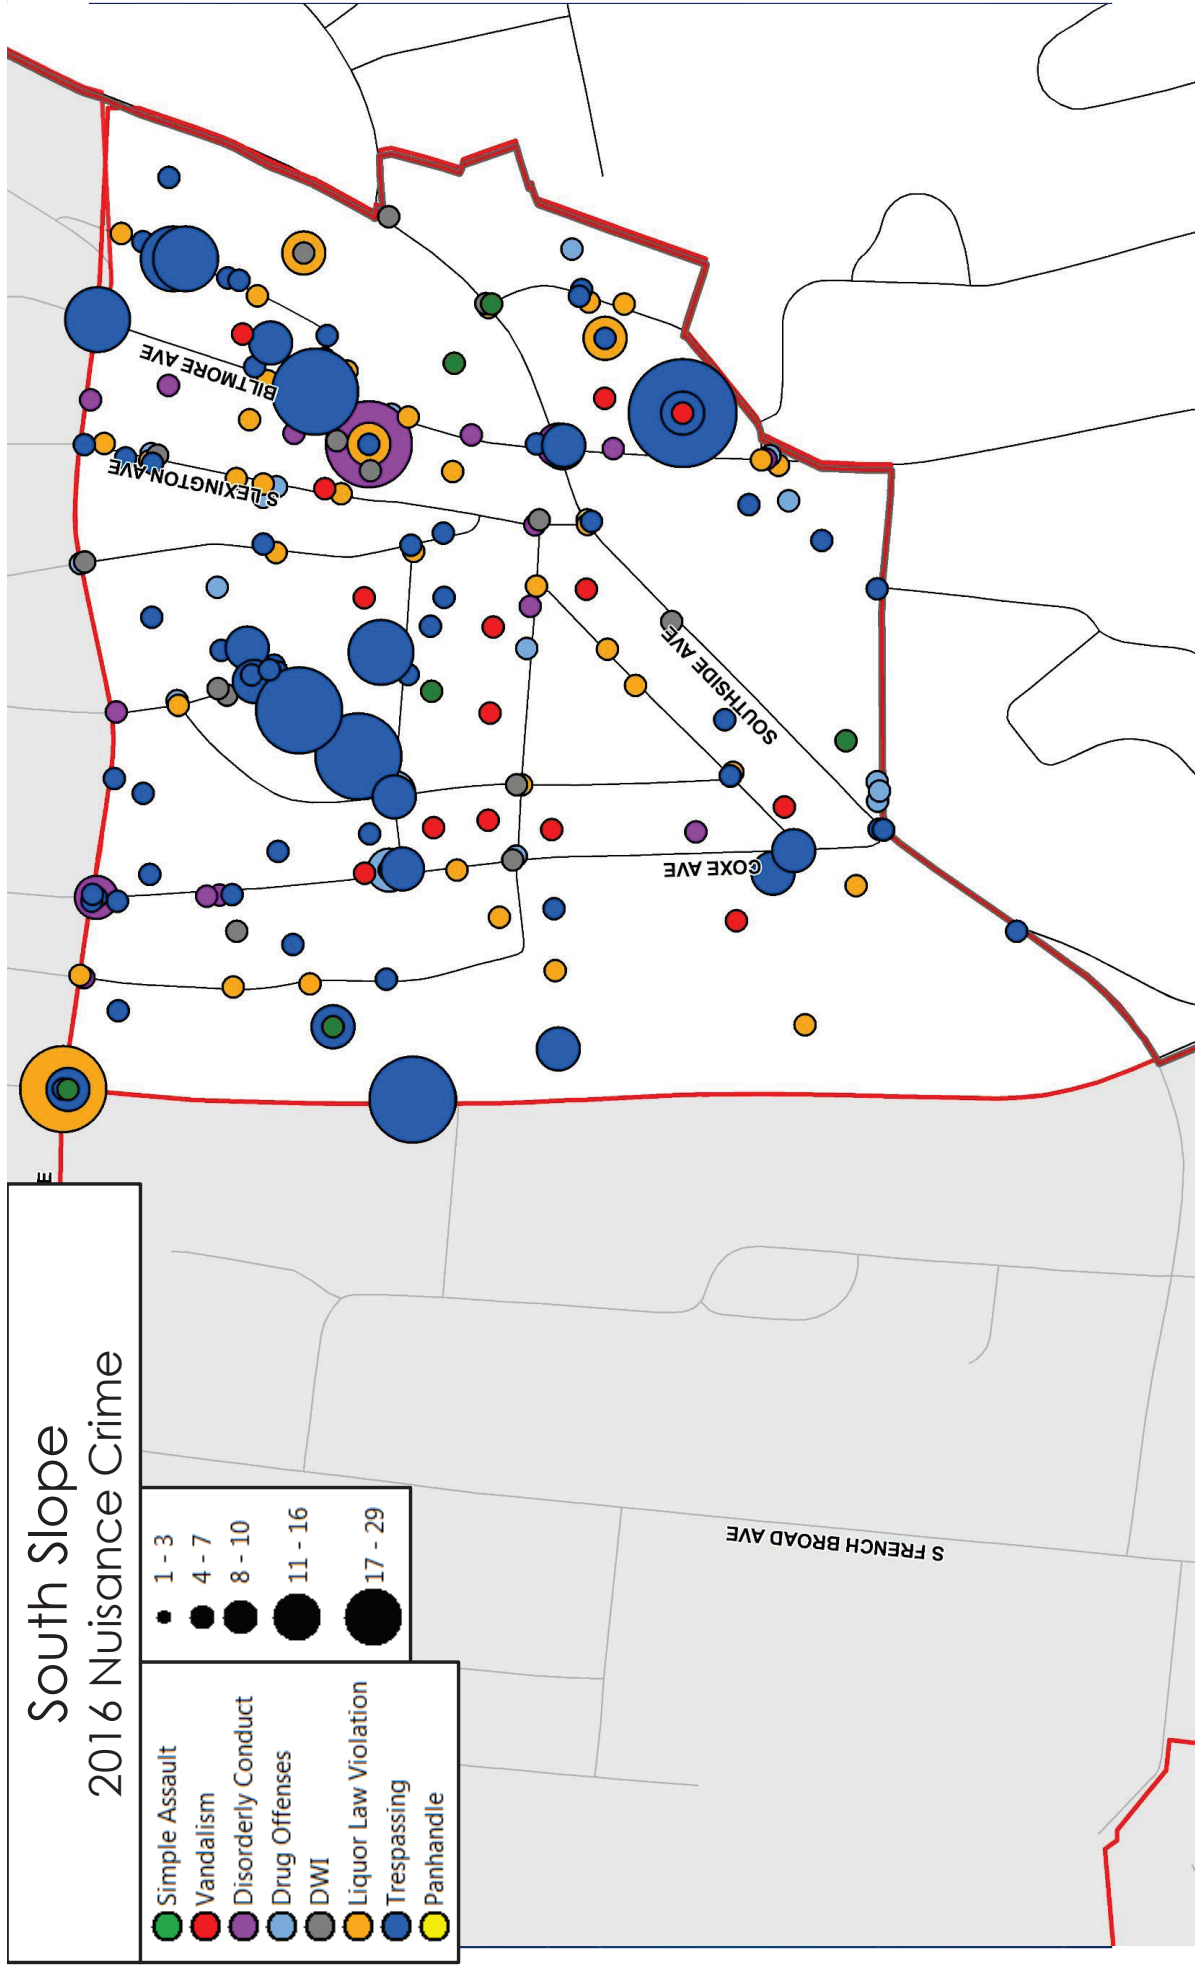 South Slope
2016 Nuisance Crime
Simple Assault
Vandalism
Disorderly Conduct
Drug Offenses
DWI
Liquor Law Violation
Trespassing
Panhandle
1 - 3
4 - 7
8 - 10
11 - 16
17 - 29
E
BILTMORE AVE
S LEXINGTON AVE
SOUTHSIDE AVE
COXE AVE
S FRENCH BROAD AVE